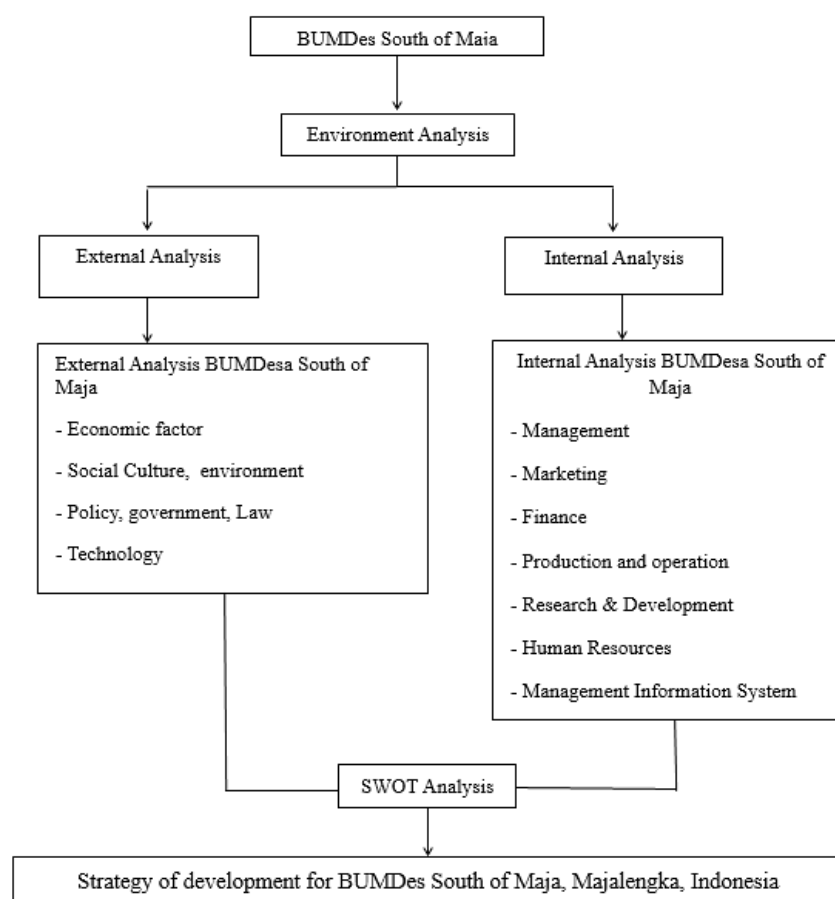 BUMDes South of Maja
Environment Analysis
External Analysis
Internal Analysis
External Analysis BUMDesa South of
Maja
- Economic factor
- Social Culture, environment
- Policy, government, Law
- Technology
Internal Analysis BUMDesa South of
Maja
- Management
- Marketing
- Finance
- Production and operation
- Research & Development
- Human Resources
- Management Information System
SWOT Analysis
Strategy of development for BUMDes South of Maja, Majalengka, Indonesia